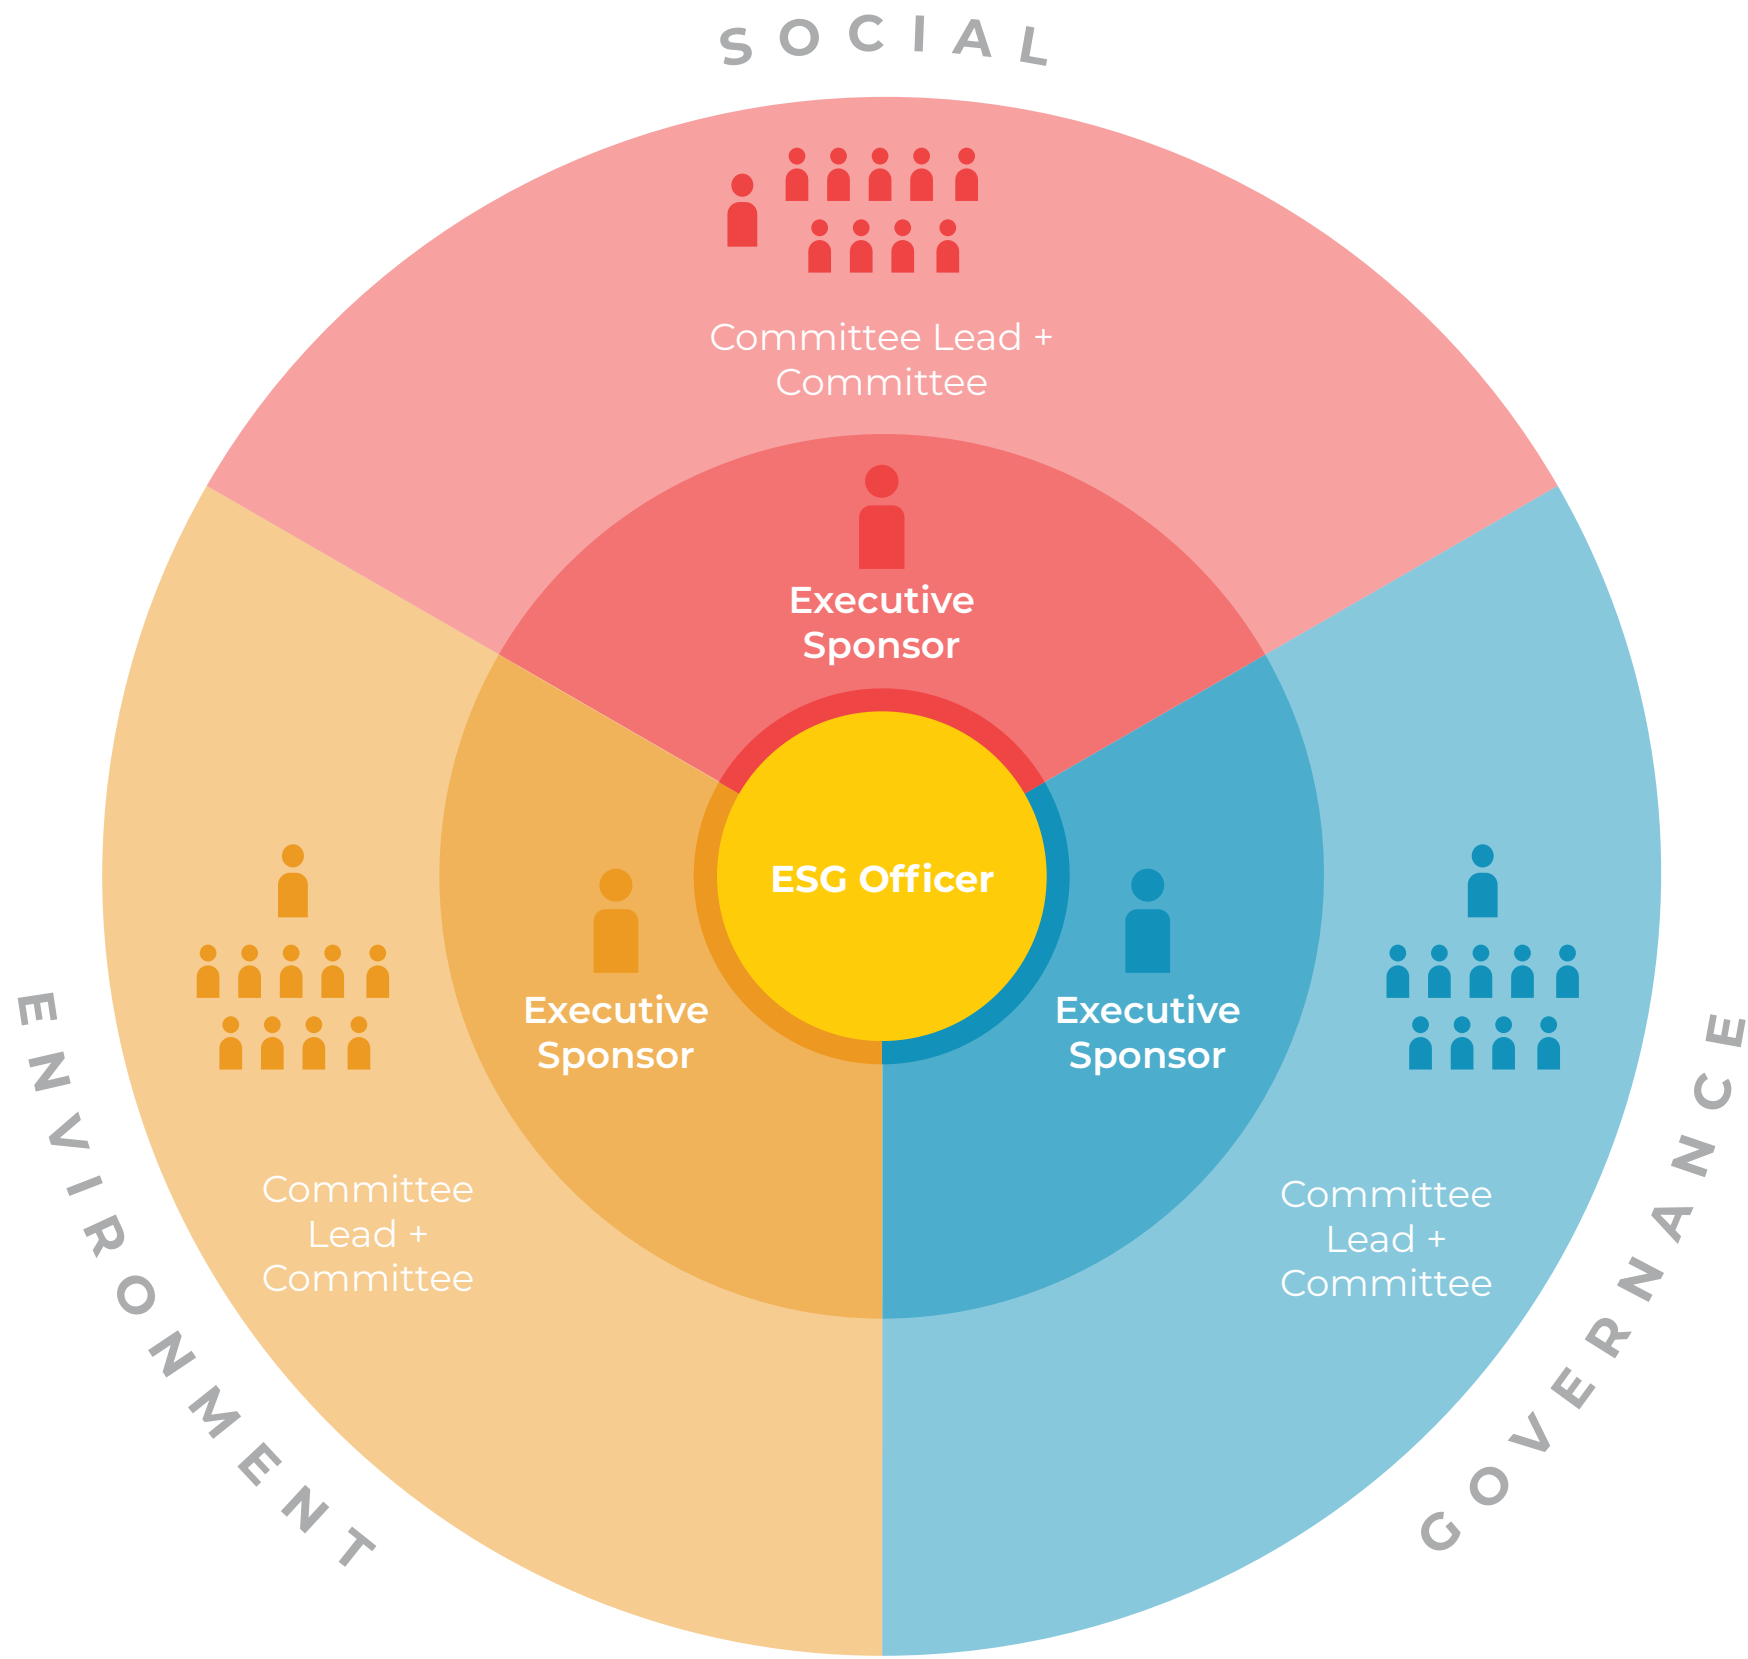 SOCIAL
Committee Lead +
Committee
Executive
Sponsor
ESG Officer
Executive
Sponsor
Executive
Sponsor
Committee
Lead +
Committee
Committee
Lead +
Committee
ENVIRONMENT
GOVERNANCE